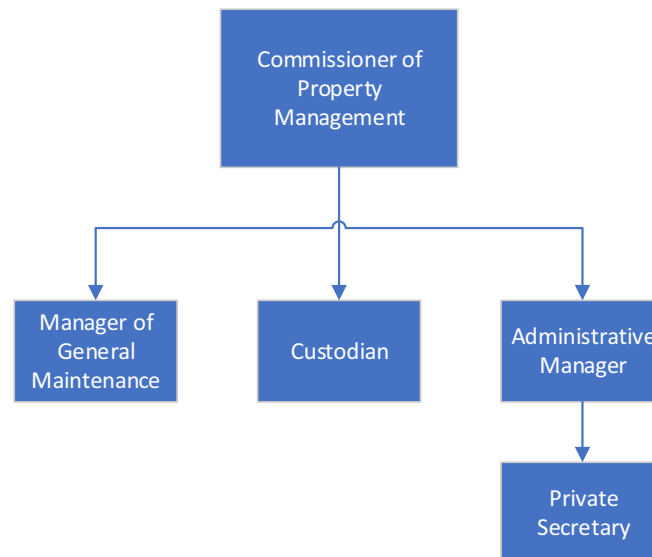 Commissioner of
Property
Management
Manager of
General
Maintenance
Custodian
Administrative
Manager
Private
Secretary